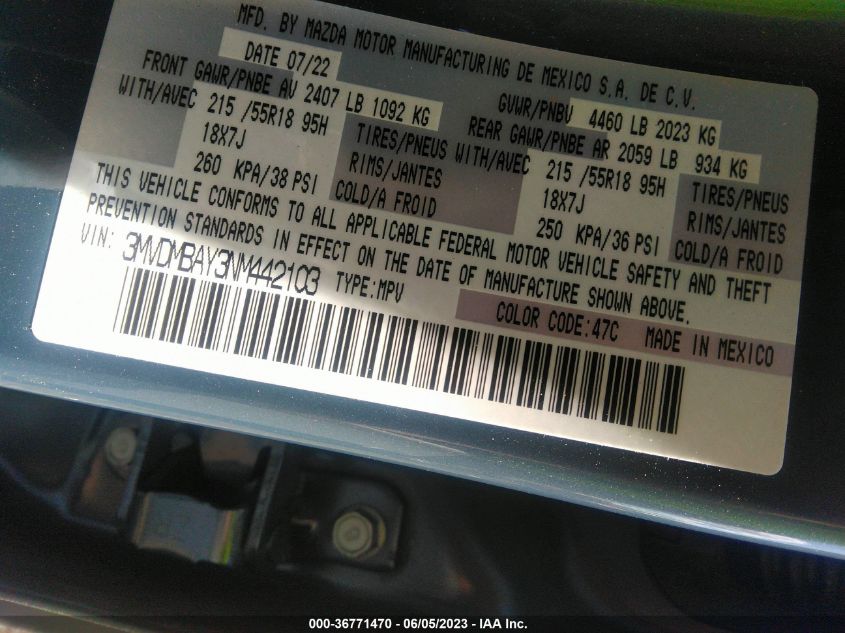 MFD. BY MAZDA MOTOR MANUFACTURING DE MEXICO S.A. DE C.V.
DATE 07/22
GVWR/PNBV 4460 LB 2023 KG
FRONT GAWR/PNBE AV 2407 LB 1092 KG
REAR GAWR/PNBE AR 2059 LB 934 KG
WITH/AVEC 215 /55R18 95H TIRES/PNEUS
WITH/AVEC 215 /55R18 95H TIRES/PNEUS
18X7J RIMS/JANTES
18X7J RIMS/JANTES
260 KPA/38 PSI COLD/A FROID
250 KPA/36 PSI COLD/A FROID
THIS VEHICLE CONFORMS TO ALL APPLICABLE FEDERAL MOTOR VEHICLE SAFETY AND THEFT
PREVENTION STANDARDS IN EFFECT ON THE DATE OF MANUFACTURE SHOWN ABOVE.
VIN: 3MVDMBAY3NM442103 TYPE:MPV
COLOR CODE:47C MADE IN MEXICO
000-36771470 - 06/05/2023 - IAA Inc.